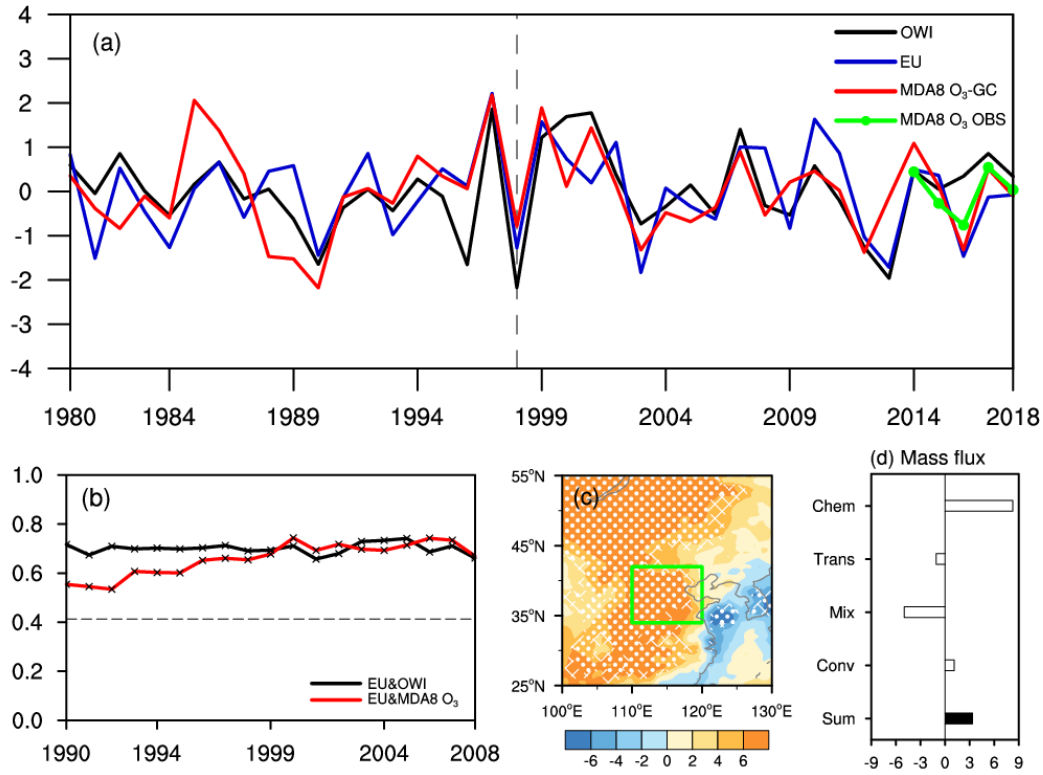 4
3
2
1
0
-1
-2
-3
-4
(a)
OWI
EU
MDA8 O₃-GC
MDA8 O₃ OBS
1980 1984 1989 1994 1999 2004 2009 2014 2018
1.0
0.8
0.6
0.4
0.2
0.0
(b)
EU&OWI
EU&MDA8 O₃
1990 1994 1999 2004 2008
55°N
45°N
35°N
25°N
(c)
100°E 110°E 120°E 130°E
-6 -4 -2 0 2 4 6
(d) Mass flux
Chem
Trans
Mix
Conv
Sum
-9 -6 -3 0 3 6 9